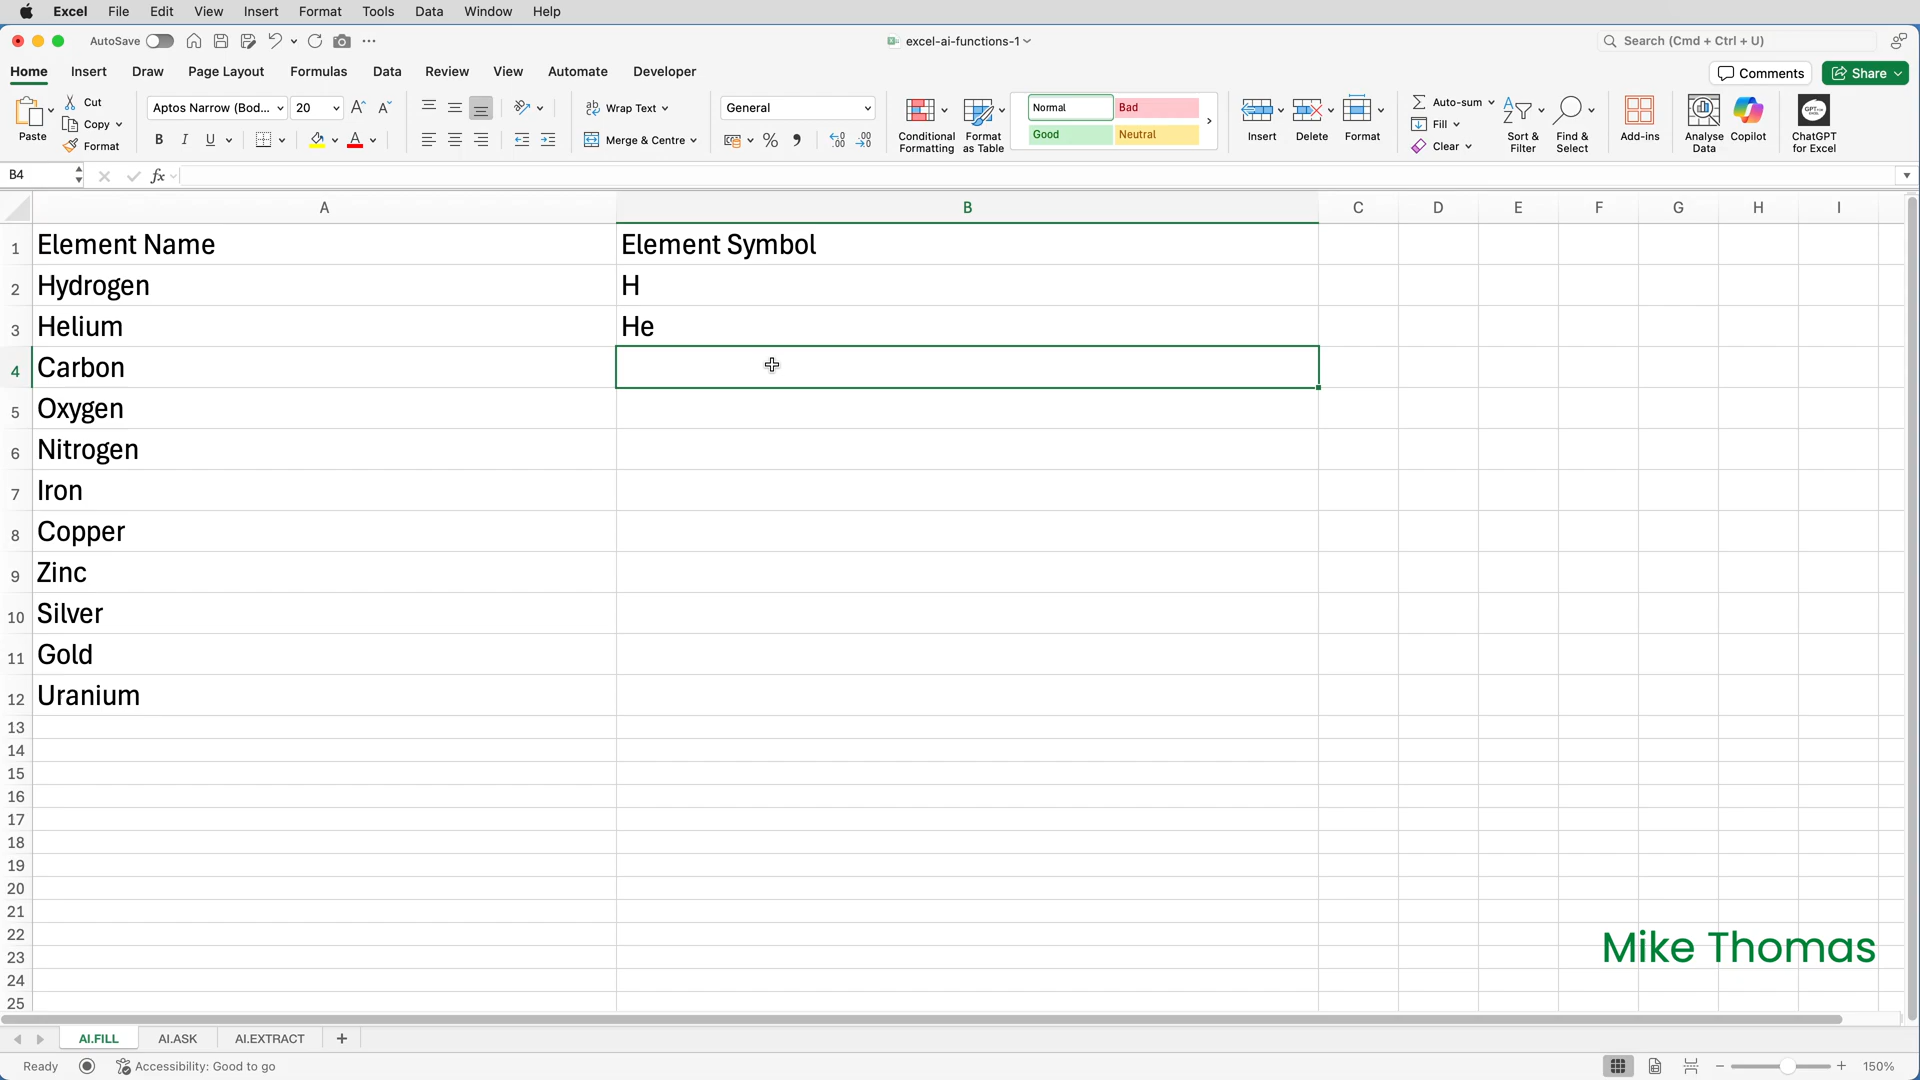 Excel File Edit View Insert Format Tools Data Window Help
AutoSave excel-ai-functions-1 Search (Cmd + Ctrl + U)
Home Insert Draw Page Layout Formulas Data Review View Automate Developer Comments Share
Paste Cut Copy Format
Aptos Narrow (Bod... 20
B I U
Wrap Text
Merge & Centre
General
Conditional Formatting
Format as Table
Normal Bad
Good Neutral
Insert Delete Format
Auto-sum
Fill
Clear
Sort & Filter
Find & Select
Add-ins
Analyse Data
Copilot
ChatGPT for Excel
B4 fx
A B C D E F G H I
1 Element Name Element Symbol
2 Hydrogen H
3 Helium He
4 Carbon
5 Oxygen
6 Nitrogen
7 Iron
8 Copper
9 Zinc
10 Silver
11 Gold
12 Uranium
13
14
15
16
17
18
19
20
21
22
23
24
25
Mike Thomas
AI.FILL AI.ASK AI.EXTRACT
Ready Accessibility: Good to go 150%